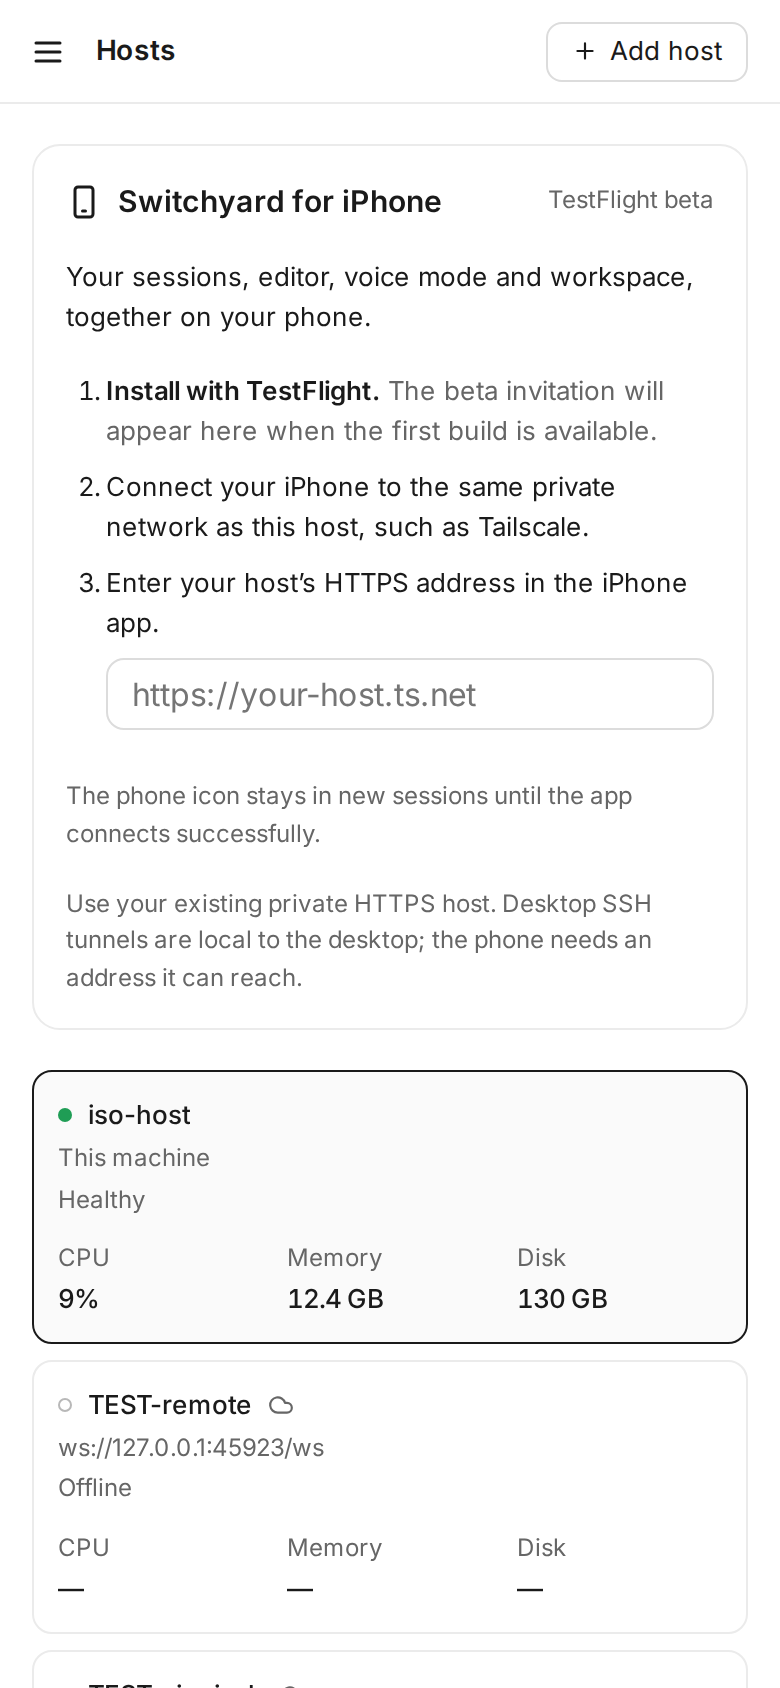 Hosts
+ Add host
Switchyard for iPhone
TestFlight beta
Your sessions, editor, voice mode and workspace,
together on your phone.
1. Install with TestFlight. The beta invitation will
appear here when the first build is available.
2. Connect your iPhone to the same private
network as this host, such as Tailscale.
3. Enter your host’s HTTPS address in the iPhone
app.
https://your-host.ts.net
The phone icon stays in new sessions until the app
connects successfully.
Use your existing private HTTPS host. Desktop SSH
tunnels are local to the desktop; the phone needs an
address it can reach.
iso-host
This machine
Healthy
CPU Memory Disk
9% 12.4 GB 130 GB
TEST-remote
ws://127.0.0.1:45923/ws
Offline
CPU Memory Disk
— — —